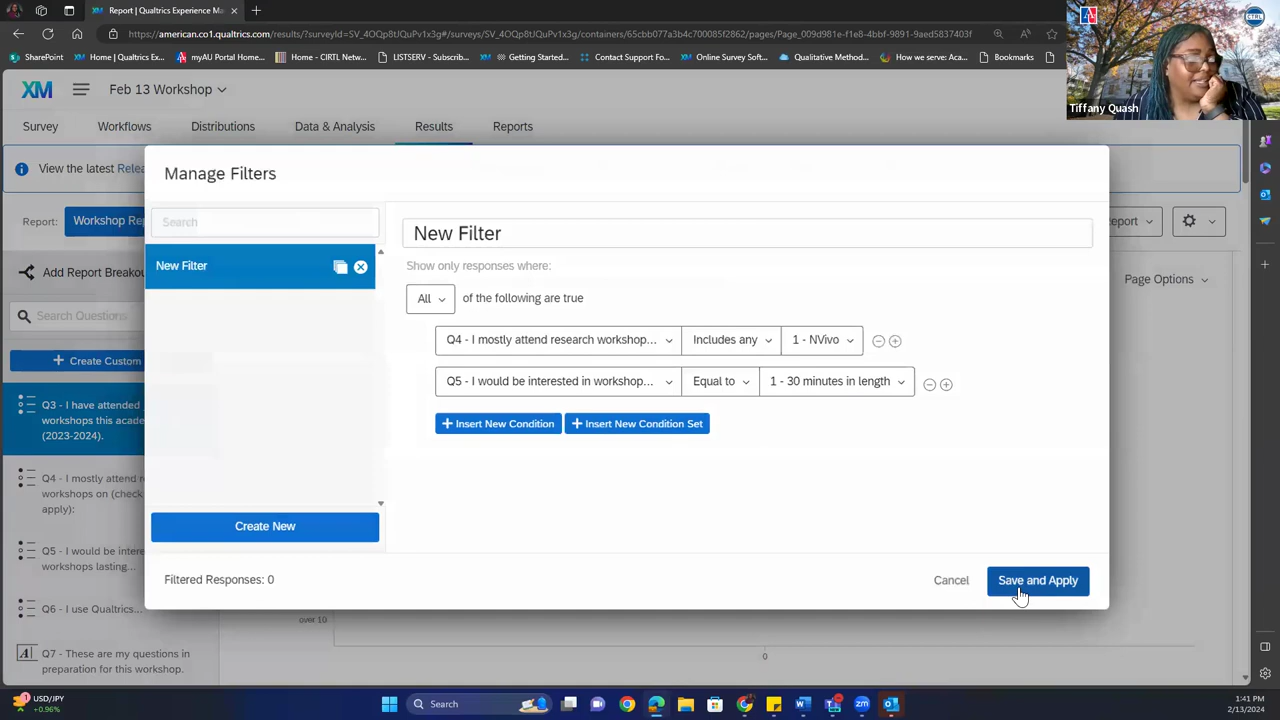 Report | Qualtrics Experience Ma
https://american.co1.qualtrics.com/results/?surveyId=SV_4OQp8tJQuPv1x3g#/surveys/SV_4OQp8tJQuPv1x3g/containers/65cbb077a3b4c700085f2862/pages/Page_009d981e-f1e8-4bbf-9891-9aed5837403f
SharePoint
Home | Qualtrics Ex...
myAU Portal Home...
Home - CIRTL Netw...
LISTSERV - Subscrib...
Getting Started...
Contact Support Fo...
Online Survey Softw...
Qualitative Method...
How we serve: Aca...
Bookmarks
CTRL
Tiffany Quash
XM
Feb 13 Workshop
Survey
Workflows
Distributions
Data & Analysis
Results
Reports
View the latest Relea
Report:
Workshop Rep
eport
Add Report Breakou
Page Options
Search Questions
Create Custom
Q3 - I have attended
workshops this acade
(2023-2024).
Q4 - I mostly attend re
workshops on (check
apply):
Q5 - I would be intere
workshops lasting...
Q6 - I use Qualtrics...
Q7 - These are my questions in
preparation for this workshop.
Manage Filters
Search
New Filter
Create New
New Filter
Show only responses where:
All of the following are true
Q4 - I mostly attend research workshop... Includes any 1 - NVivo
Q5 - I would be interested in workshop... Equal to 1 - 30 minutes in length
Insert New Condition Insert New Condition Set
Filtered Responses: 0
Cancel
Save and Apply
over 10
0
USD/JPY
+0.96%
Search
1:41 PM
2/13/2024